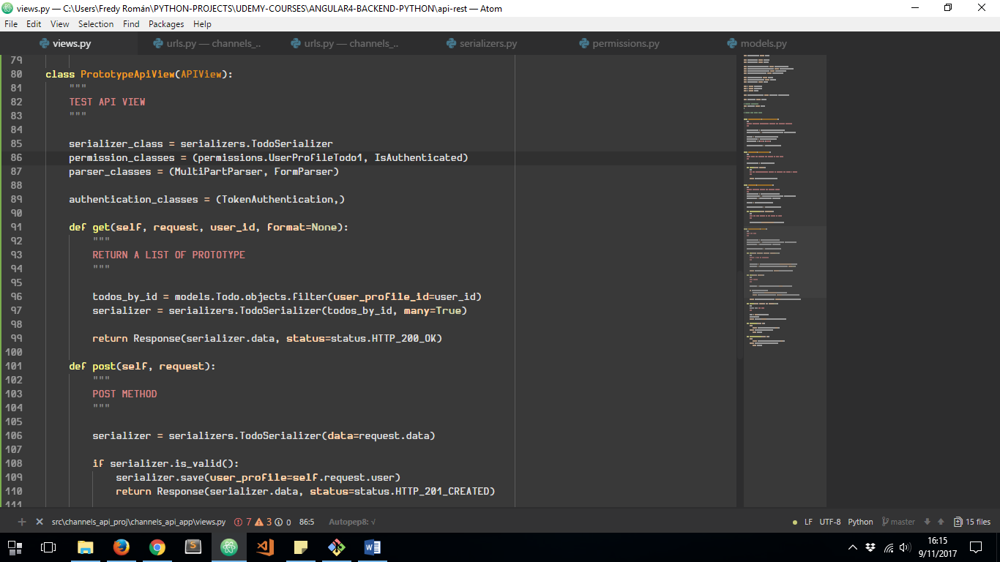 views.py — C:\Users\Fredy Román\PYTHON-PROJECTS\UDEMY-COURSES\ANGULAR4-BACKEND-PYTHON\api-rest — Atom
File Edit View Selection Find Packages Help
views.py urls.py — channels_.. urls.py — channels_.. serializers.py permissions.py models.py
79
80 class PrototypeApiView(APIView):
81 """
82 TEST API VIEW
83 """
84
85 serializer_class = serializers.TodoSerializer
86 permission_classes = (permissions.UserProfileTodo1, IsAuthenticated)
87 parser_classes = (MultiPartParser, FormParser)
88
89 authentication_classes = (TokenAuthentication,)
90
91 def get(self, request, user_id, format=None):
92 """
93 RETURN A LIST OF PROTOTYPE
94 """
95
96 todos_by_id = models.Todo.objects.filter(user_profile_id=user_id)
97 serializer = serializers.TodoSerializer(todos_by_id, many=True)
98
99 return Response(serializer.data, status=status.HTTP_200_OK)
100
101 def post(self, request):
102 """
103 POST METHOD
104 """
105
106 serializer = serializers.TodoSerializer(data=request.data)
107
108 if serializer.is_valid():
109 serializer.save(user_profile=self.request.user)
110 return Response(serializer.data, status=status.HTTP_201_CREATED)
111
src\channels_api_proj\channels_api_app\views.py 7 3 0 86:5 Autopep8: √ LF UTF-8 Python master 15 files
16:15
9/11/2017